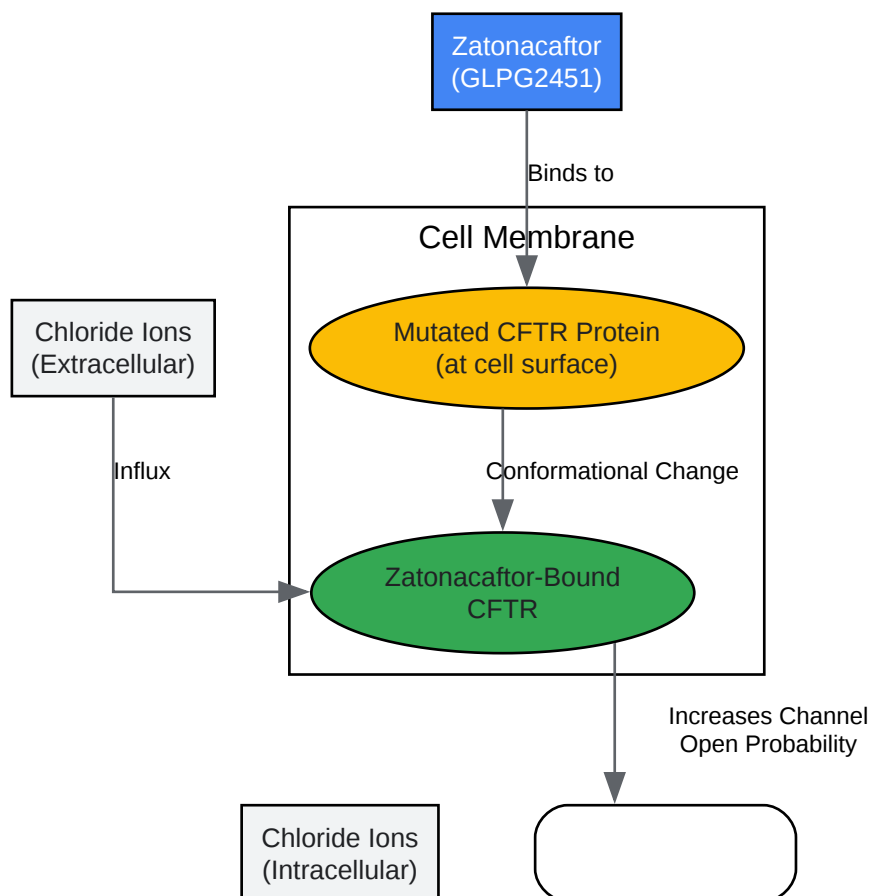 Zatonacaftor
(GLPG2451)
Binds to
Cell Membrane
Mutated CFTR Protein
(at cell surface)
Chloride Ions
(Extracellular)
Influx
Conformational Change
Zatonacaftor-Bound
CFTR
Increases Channel
Open Probability
Chloride Ions
(Intracellular)